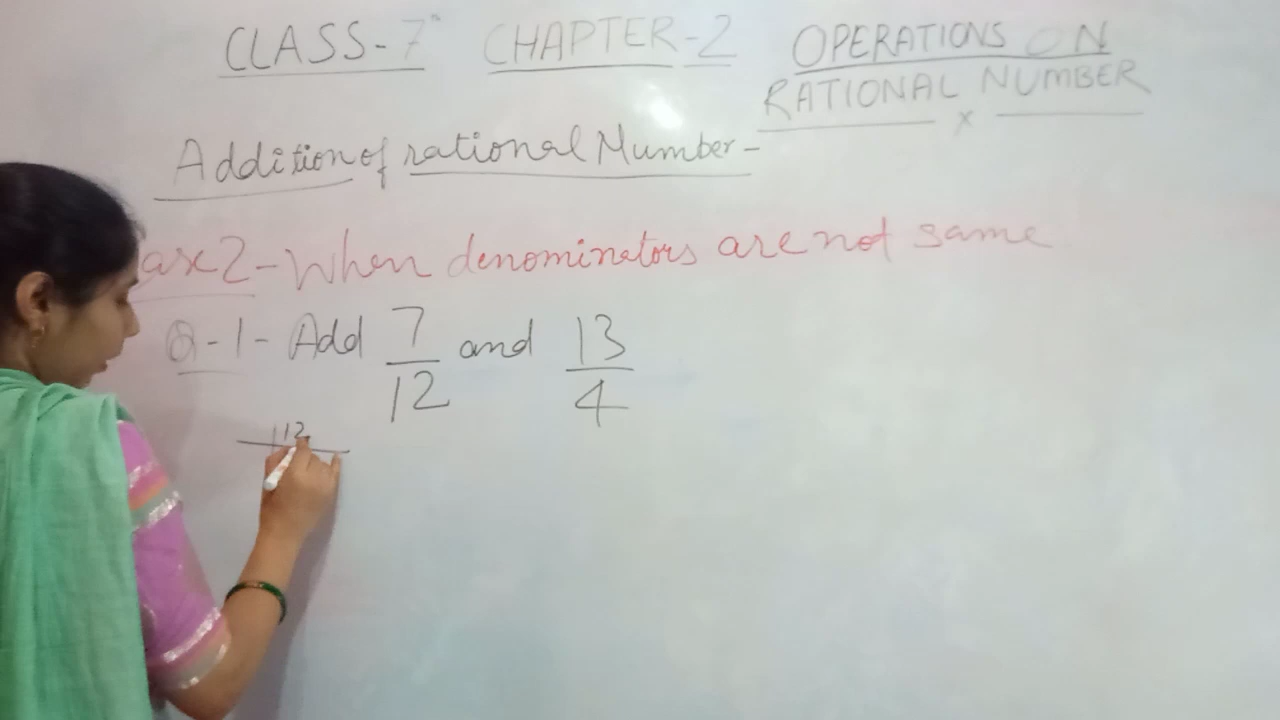 CLASS-7 CHAPTER-2 OPERATIONS ON
RATIONAL NUMBER
x
Addition of rational Number-
ase2-When denominators are not same
Q-1- Add 7/12 and 13/4
12